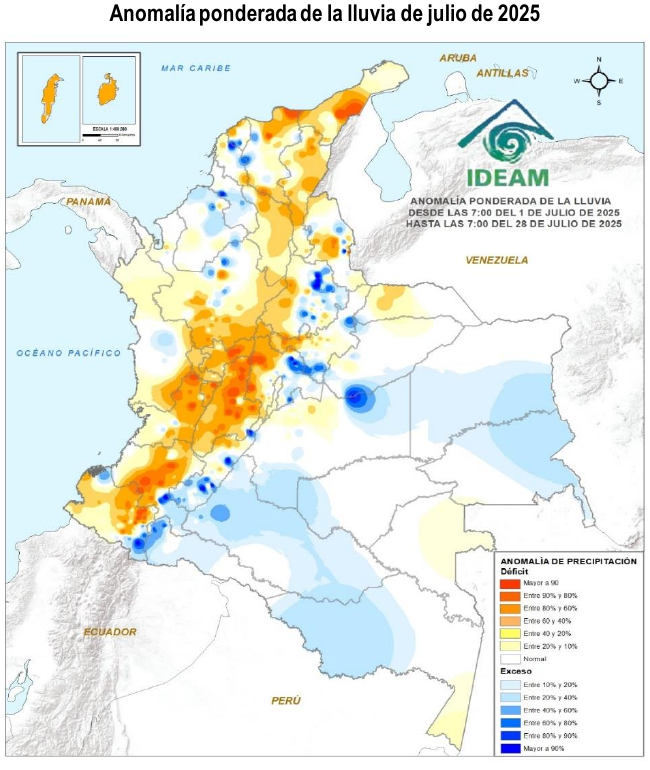 Anomalía ponderada de la lluvia de julio de 2025
MAR CARIBE
ARUBA
ANTILLAS
N
W
E
S
IDEAM
ANOMALÍA PONDERADA DE LA LLUVIA
DESDE LAS 7:00 DEL 1 DE JULIO DE 2025
HASTA LAS 7:00 DEL 28 DE JULIO DE 2025
PANAMÁ
VENEZUELA
OCÉANO PACÍFICO
ECUADOR
PERÚ
ANOMALÍA DE PRECIPITACIÓN
Déficit
Mayor a 90
Entre 90% y 80%
Entre 80% y 60%
Entre 60 y 40%
Entre 40 y 20%
Entre 20% y 10%
Normal
Exceso
Entre 10% y 20%
Entre 20% y 40%
Entre 40% y 60%
Entre 60% y 80%
Entre 80% y 90%
Mayor a 90%